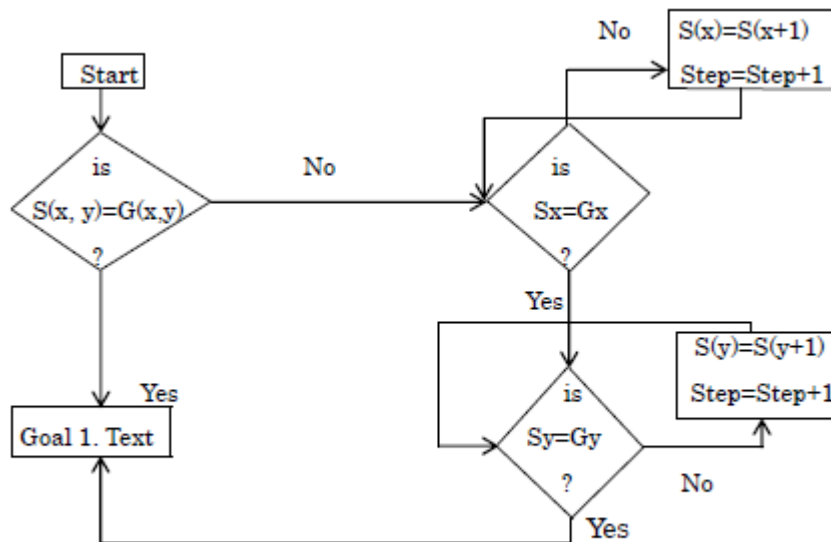 Start
is
S(x, y)=G(x,y)
?
No
is
Sx=Gx
?
No
S(x)=S(x+1)
Step=Step+1
Yes
is
Sy=Gy
?
No
S(y)=S(y+1)
Step=Step+1
Yes
Yes
Goal 1. Text